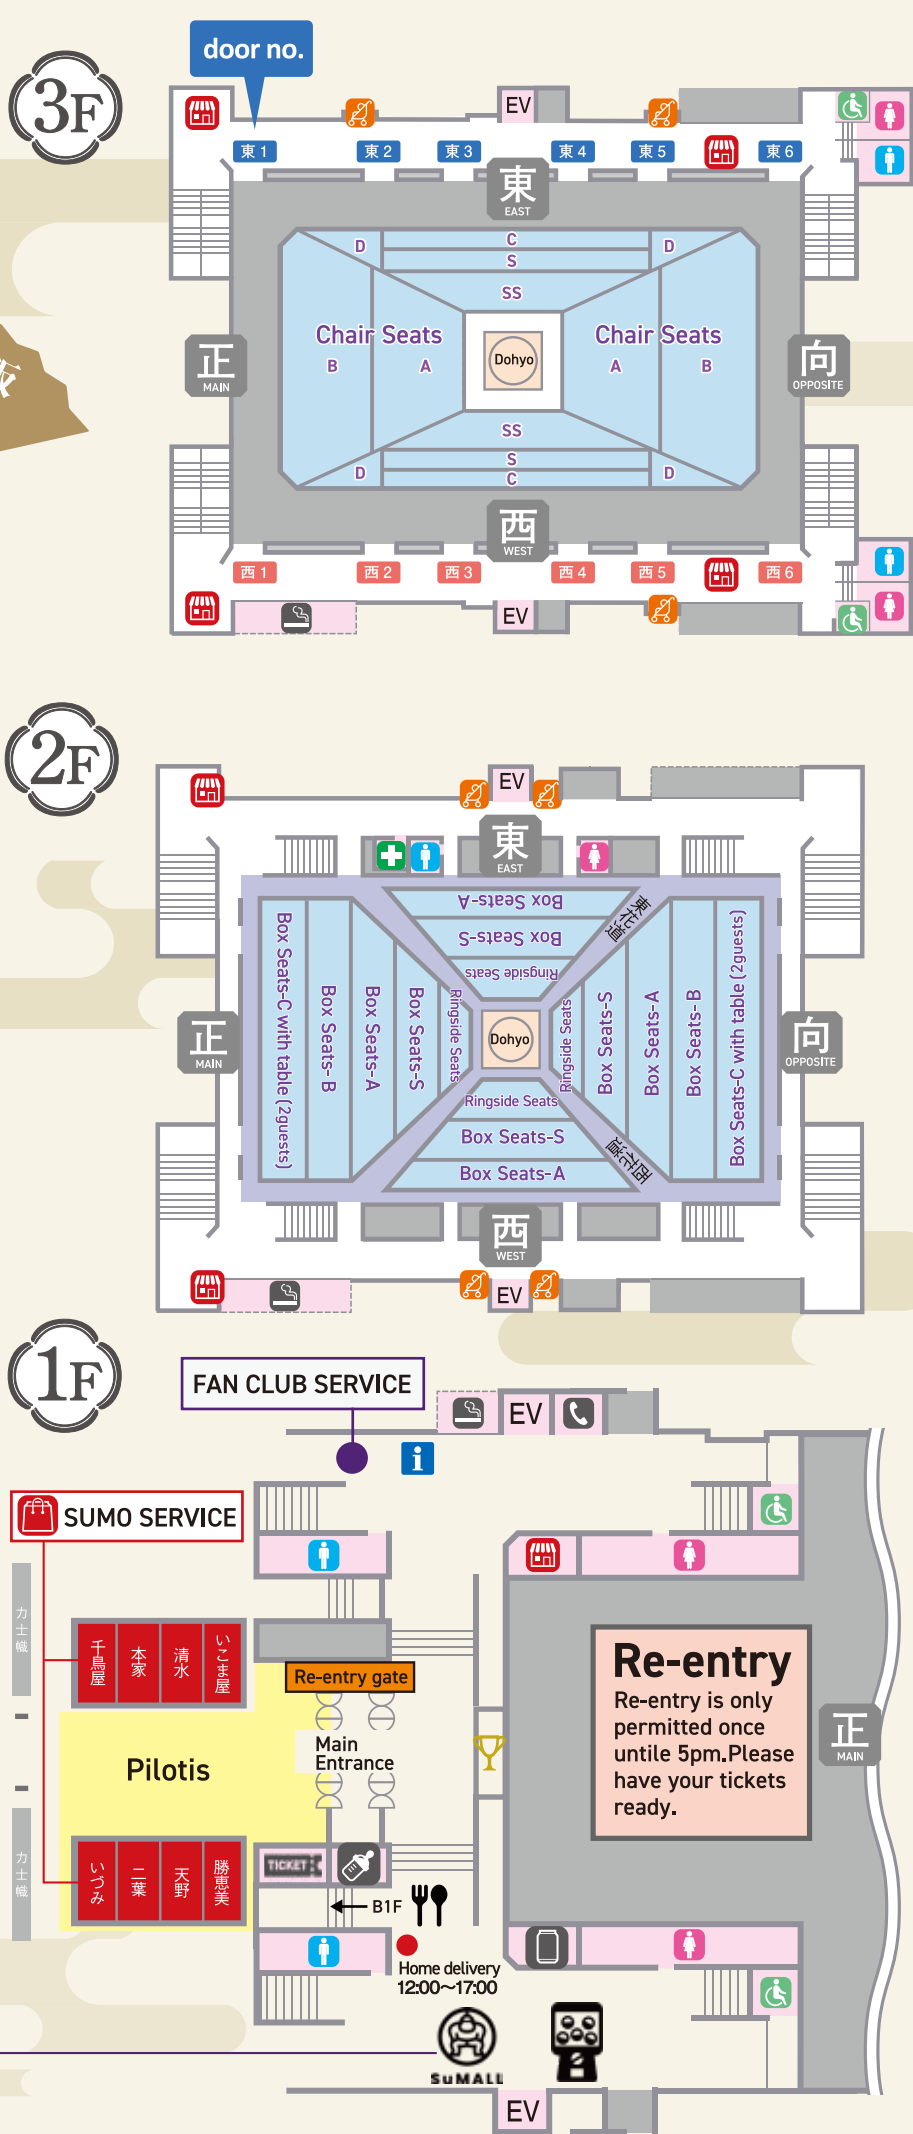 3F
door no.
EV
東 1
東 2
東 3
東 4
東 5
東 6
東
EAST
D
C
D
S
SS
Chair Seats
Chair Seats
B
A
A
B
Dohyo
正
MAIN
向
OPPOSITE
SS
S
C
D
D
西
WEST
西 1
西 2
西 3
西 4
西 5
西 6
EV
2F
EV
東
EAST
Box Seats-A
Box Seats-S
Ringside Seats
東花道
Box Seats-C with table (2guests)
Box Seats-B
Box Seats-A
Box Seats-S
Ringside Seats
Dohyo
Ringside Seats
Box Seats-S
Box Seats-A
Box Seats-B
Box Seats-C with table (2guests)
正
MAIN
向
OPPOSITE
Ringside Seats
Box Seats-S
Box Seats-A
西花道
西
WEST
EV
1F
FAN CLUB SERVICE
EV
i
SUMO SERVICE
力士幟
千鳥屋
本家
清水
いこま屋
Re-entry gate
Main
Entrance
Pilotis
Re-entry
Re-entry is only
permitted once
untile 5pm.Please
have your tickets
ready.
正
MAIN
力士幟
いづみ
二葉
天野
勝恵美
TICKET
B1F
Home delivery
12:00〜17:00
SuMALL
EV